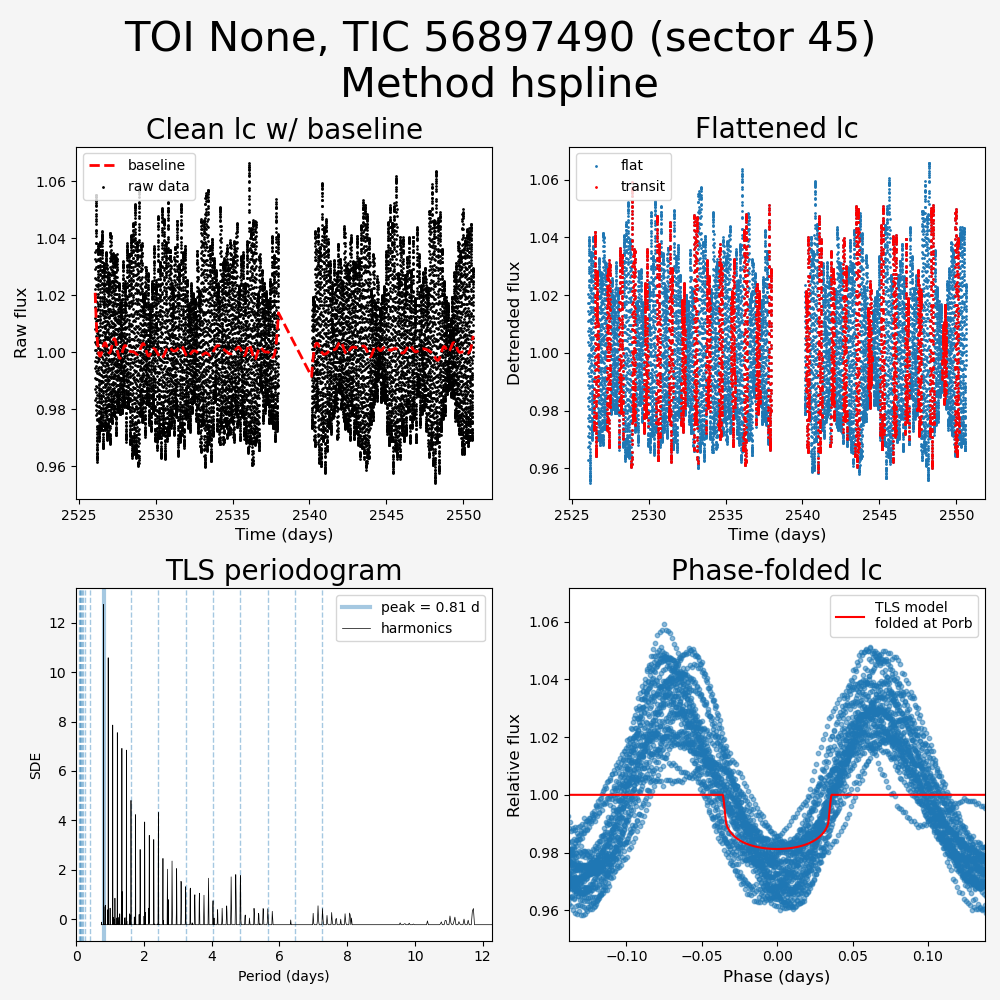 TOI None, TIC 56897490 (sector 45)
Method hspline
Clean lc w/ baseline
baseline
raw data
1.06
1.04
1.02
1.00
0.98
0.96
Raw flux
2525
2530
2535
2540
2545
2550
Time (days)
Flattened lc
flat
transit
1.06
1.04
1.02
1.00
0.98
0.96
Detrended flux
2525
2530
2535
2540
2545
2550
Time (days)
TLS periodogram
peak = 0.81 d
harmonics
12
10
8
6
4
2
0
SDE
0
2
4
6
8
10
12
Period (days)
Phase-folded lc
TLS model
folded at Porb
1.06
1.04
1.02
1.00
0.98
0.96
Relative flux
−0.10
−0.05
0.00
0.05
0.10
Phase (days)